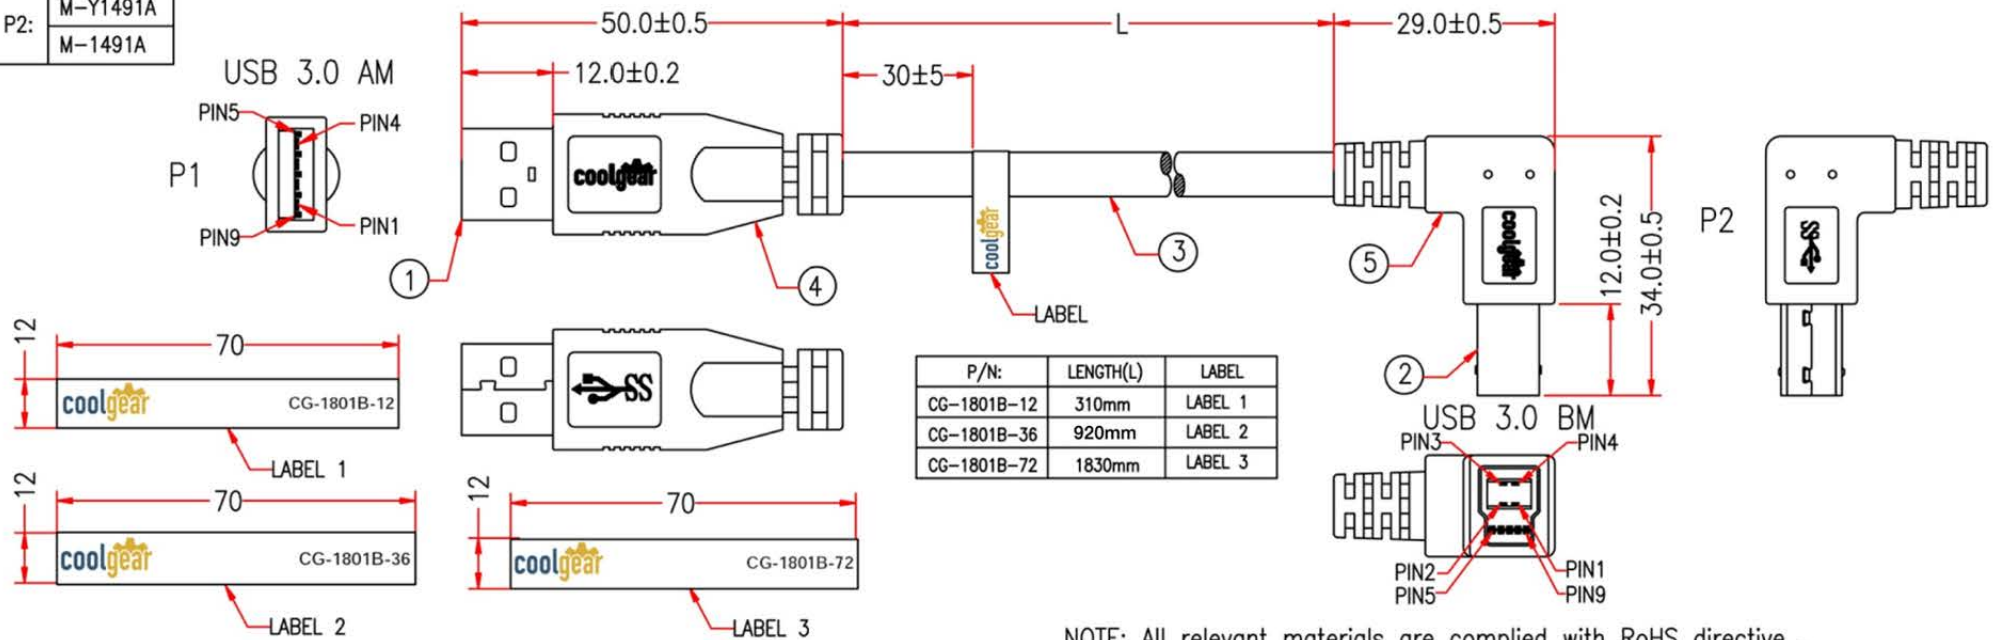 M-Y1491A
P2:
M-1491A
50.0±0.5
L
29.0±0.5
USB 3.0 AM
12.0±0.2
30±5
PIN5
PIN4
P1
coolgear
PIN9
PIN1
coolgear
coolgear
12.0±0.2
34.0±0.5
P2
SS
1
4
3
5
LABEL
12
70
coolgear CG-1801B-12
LABEL 1
SS
P/N: LENGTH(L) LABEL
CG-1801B-12 310mm LABEL 1
CG-1801B-36 920mm LABEL 2
CG-1801B-72 1830mm LABEL 3
2
USB 3.0 BM
PIN3
PIN4
PIN2
PIN1
PIN5
PIN9
12
70
coolgear CG-1801B-36
LABEL 2
12
70
coolgear CG-1801B-72
LABEL 3
NOTE: All relevant materials are complied with RoHS directive